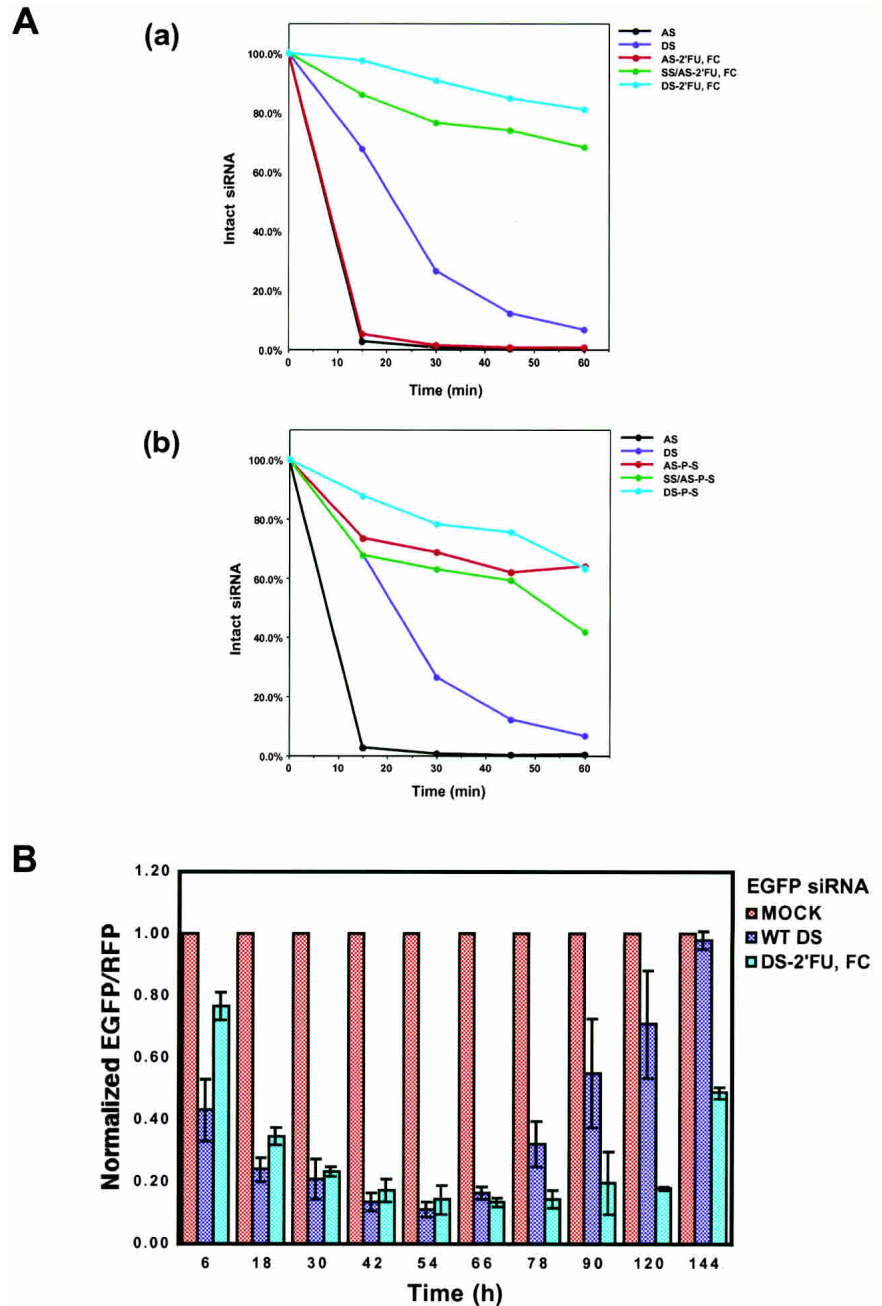 A
(a)
AS
DS
AS-2'FU, FC
SS/AS-2'FU, FC
DS-2'FU, FC
100.0%
80.0%
60.0%
40.0%
20.0%
0.0%
Intact siRNA
0 10 20 30 40 50 60
Time (min)
(b)
AS
DS
AS-P-S
SS/AS-P-S
DS-P-S
100.0%
80.0%
60.0%
40.0%
20.0%
0.0%
Intact siRNA
0 10 20 30 40 50 60
Time (min)
B
EGFP siRNA
MOCK
WT DS
DS-2'FU, FC
1.20
1.00
0.80
0.60
0.40
0.20
0.00
Normalized EGFP/RFP
6 18 30 42 54 66 78 90 120 144
Time (h)